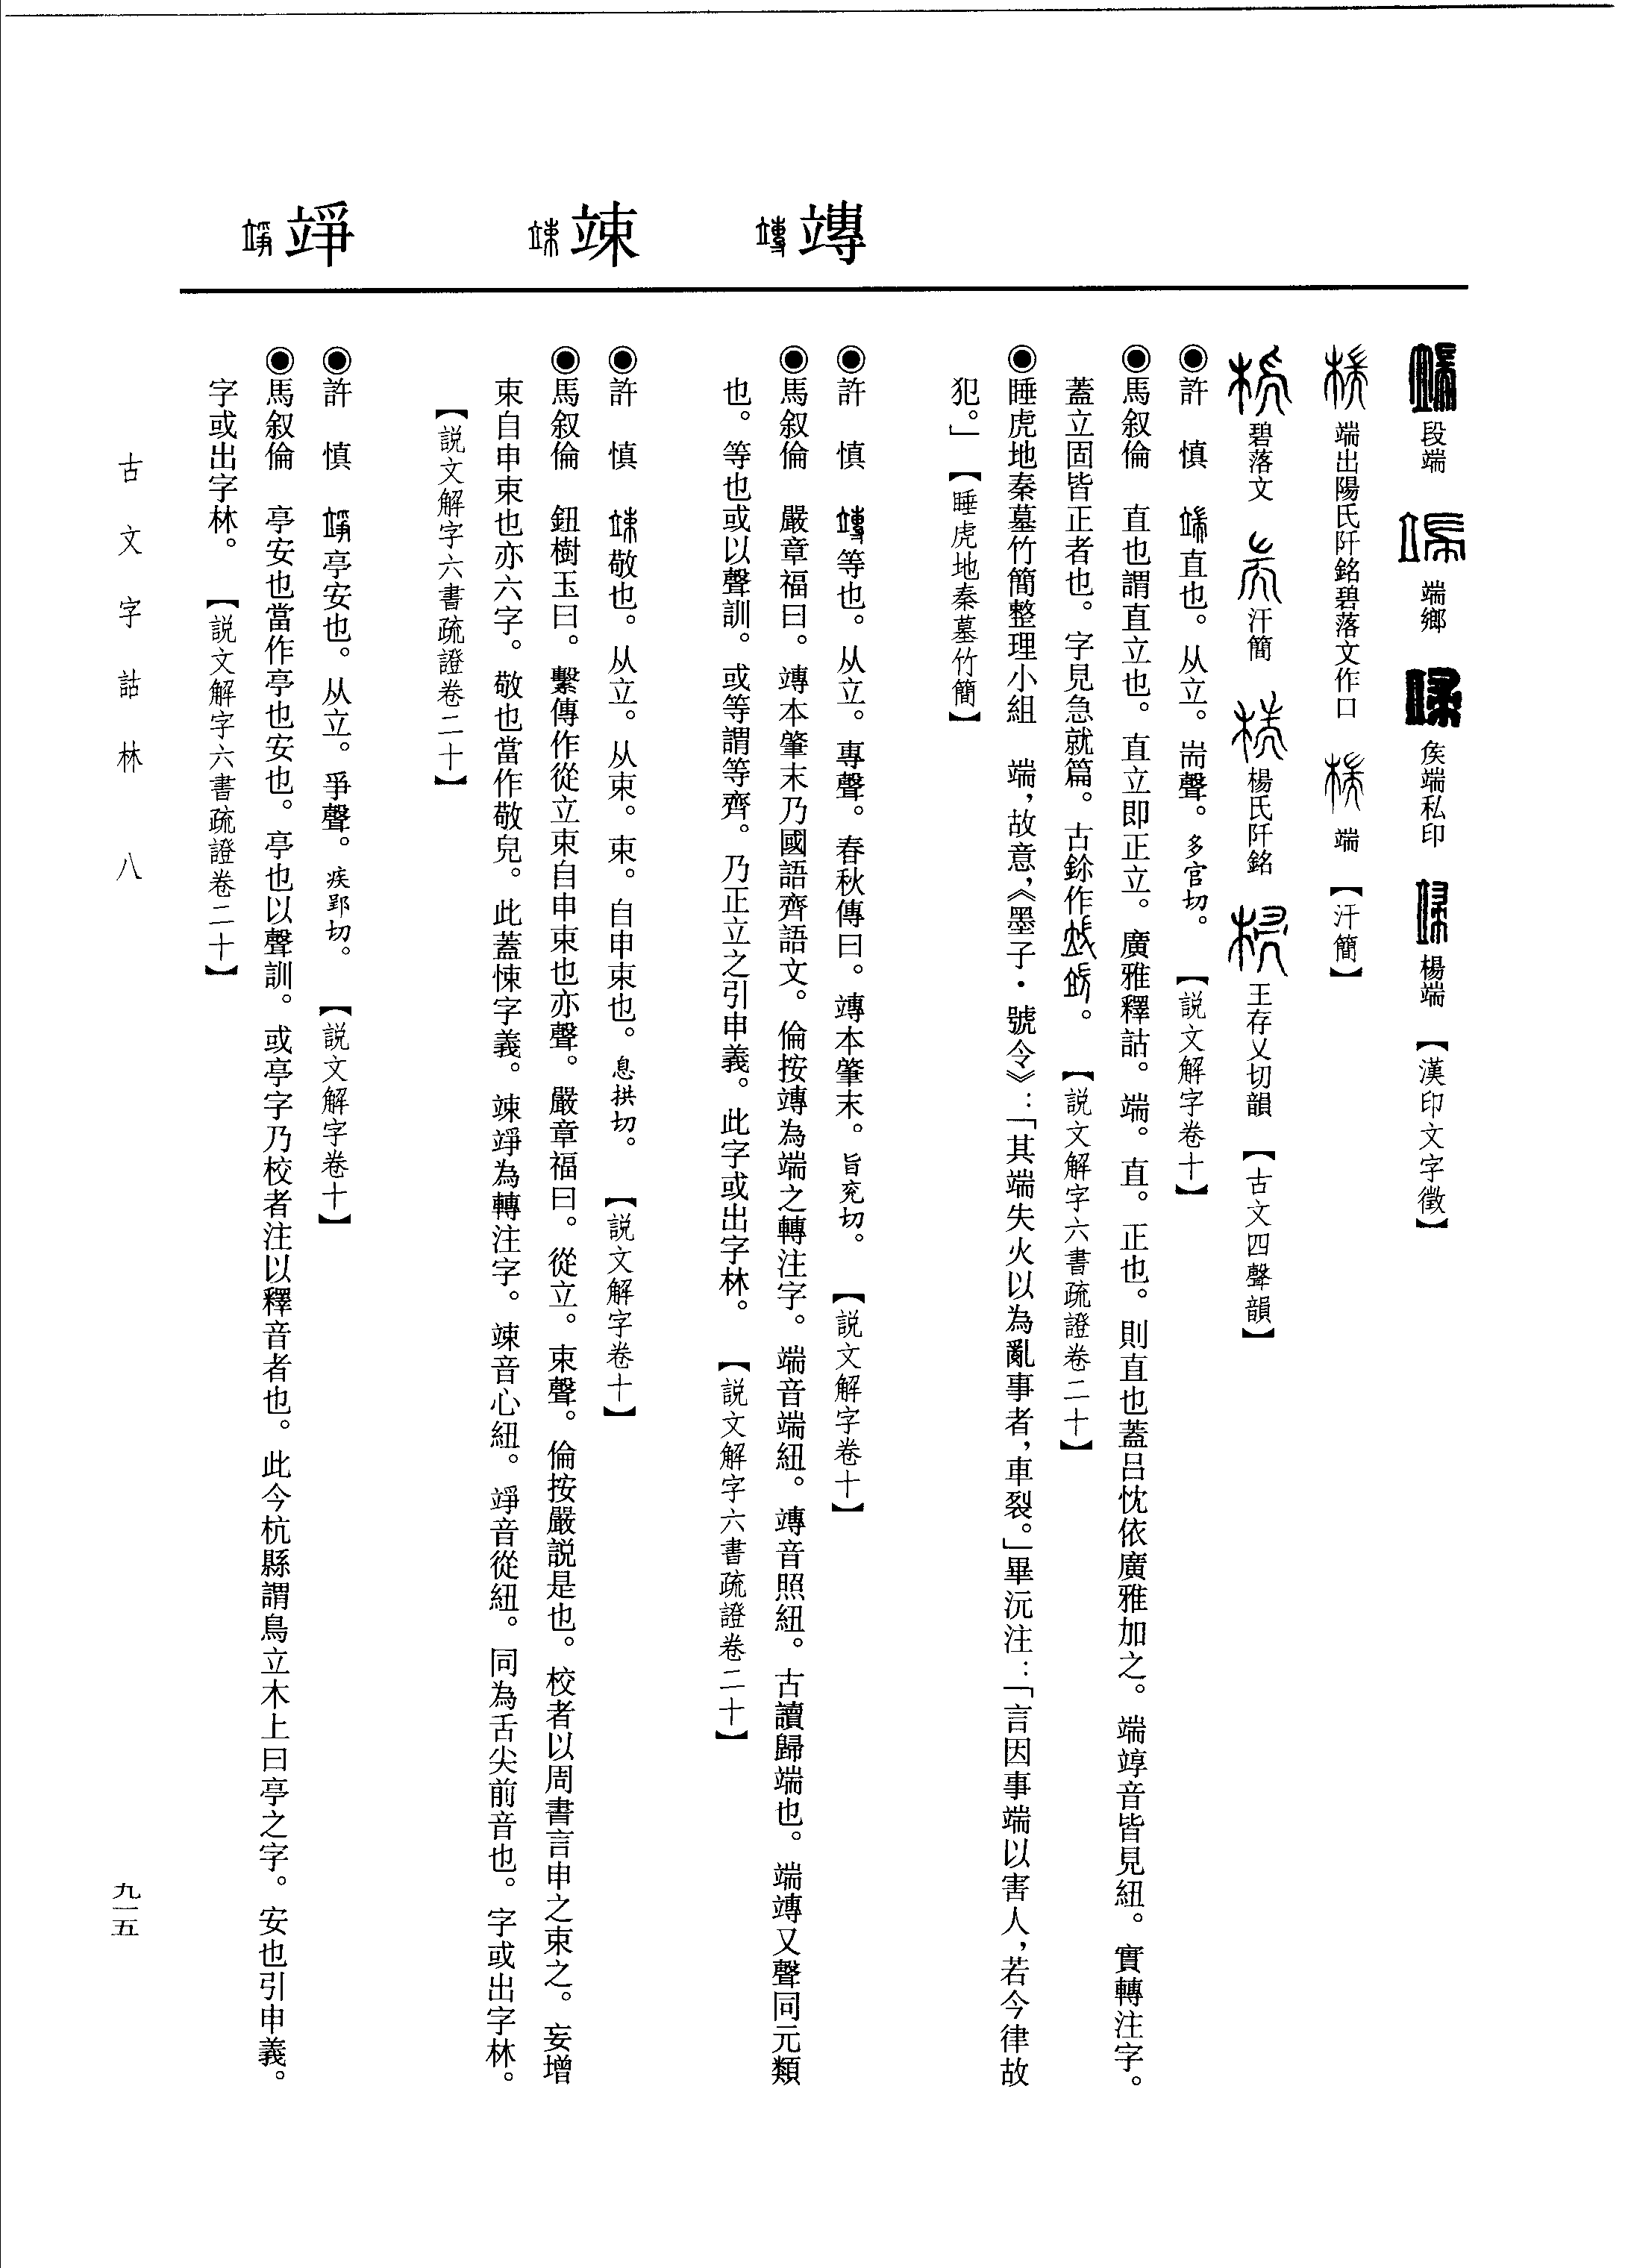 竱
竦
竫
段端 端鄉 矦端私印 楊端 【漢印文字徵】
端出陽氏阡銘碧落文作口 端 【汗簡】
碧落文 汗簡 楊氏阡銘 王存乂切韻 【古文四聲韻】
◉許 慎 直也。从立。耑聲。多官切。 【説文解字卷十】
◉馬叙倫 直也謂直立也。直立即正立。廣雅釋詁。端。直。正也。則直也蓋呂忱依廣雅加之。端竴音皆見紐。實轉注字。
蓋立固皆正者也。字見急就篇。古鉩作。 【説文解字六書疏證卷二十】
◉睡虎地秦墓竹簡整理小組 端，故意，《墨子·號令》：「其端失火以為亂事者，車裂。」畢沅注：「言因事端以害人，若今律故
犯。」【睡虎地秦墓竹簡】
◉許 慎 等也。从立。專聲。春秋傳曰。竱本肇末。旨兖切。 【説文解字卷十】
◉馬叙倫 嚴章福曰。竱本肇末乃國語齊語文。倫按竱為端之轉注字。端音端紐。竱音照紐。古讀歸端也。端竱又聲同元類
也。等也或以聲訓。或等謂等齊。乃正立之引申義。此字或出字林。 【説文解字六書疏證卷二十】
◉許 慎 敬也。从立。从束。束。自申束也。息拱切。 【説文解字卷十】
◉馬叙倫 鈕樹玉曰。繫傳作從立束自申束也亦聲。嚴章福曰。從立。束聲。倫按嚴説是也。校者以周書言申之束之。妄增
束自申束也亦六字。敬也當作敬皃。此蓋悚字義。竦竫為轉注字。竦音心紐。竫音從紐。同為舌尖前音也。字或出字林。
【説文解字六書疏證卷二十】
◉許 慎 亭安也。从立。爭聲。疾郢切。 【説文解字卷十】
◉馬叙倫 亭安也當作亭也安也。亭也以聲訓。或亭字乃校者注以釋音者也。此今杭縣謂鳥立木上曰亭之字。安也引申義。
字或出字林。 【説文解字六書疏證卷二十】
古文字詁林 八
九一五